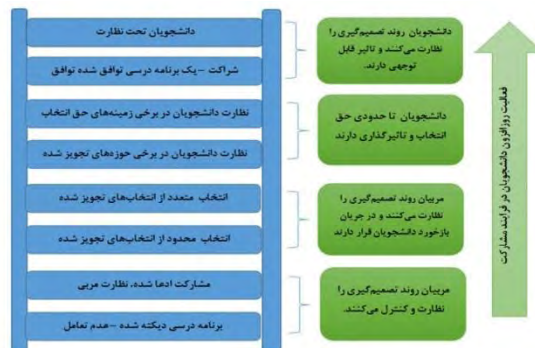 دانشجویان تحت نظارت
شراکت –یک برنامه درسی توافق شده توافق
نظارت دانشجویان در برخی زمینه‌های حق انتخاب
نظارت دانشجویان در برخی حوزه‌های تجویز شده
انتخاب متعدد از انتخاب‌های تجویز شده
انتخاب محدود از انتخاب‌های تجویز شده
مشارکت ادها شده، نظارت مربی
برنامه درسی دیکته شده –هدم تعامل
دانشجویان روند تصمیم‌گیری را
نظارت می‌کنند و تاثیر قابل
توجهی دارند.
دانشجویان تا حدودی حق
انتخاب و تاثیرگذاری دارند
مربیان روند تصمیم‌گیری را
نظارت می‌کنند و در جریان
بازخورد دانشجویان قرار دارند
مربیان روند تصمیم‌گیری را
نظارت و کنترل می‌کنند.
فعالیت روزافزون دانشجویان در فرایند مشارکت